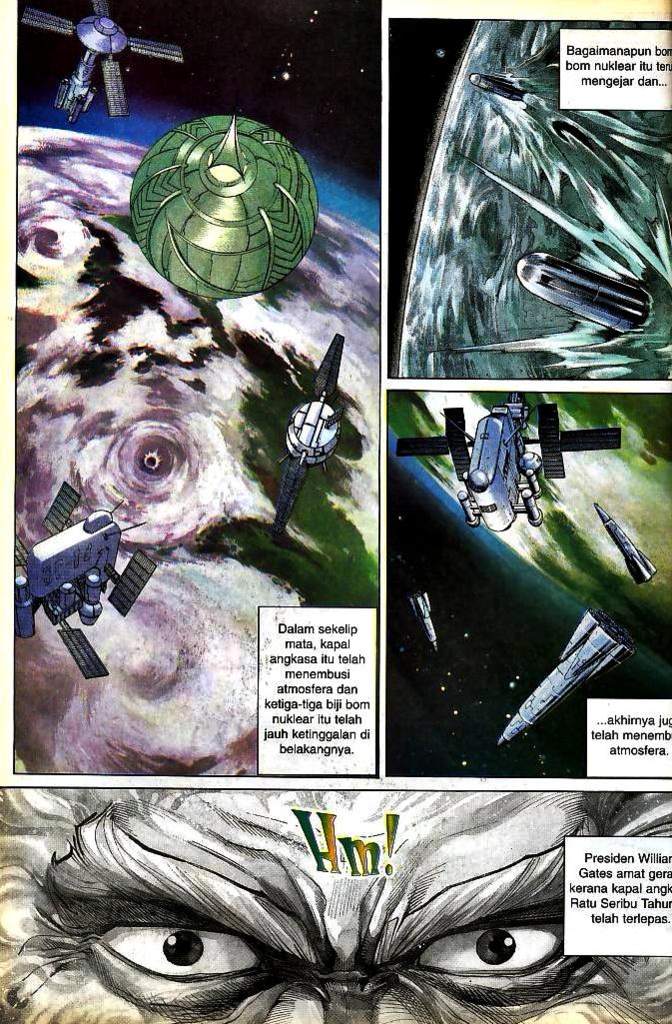 Dalam sekelip
mata, kapal
angkasa itu telah
menembusi
atmosfera dan
ketiga-tiga biji bom
nuklear itu telah
jauh ketinggalan di
belakangnya.
Bagaimanapun
bom nuklear itu
mengejar dan...
...akhirnya
telah
atmosfera.
Hm!
Presiden
Gates amat
kerana kapal
Ratu Seribu
telah terlepas.